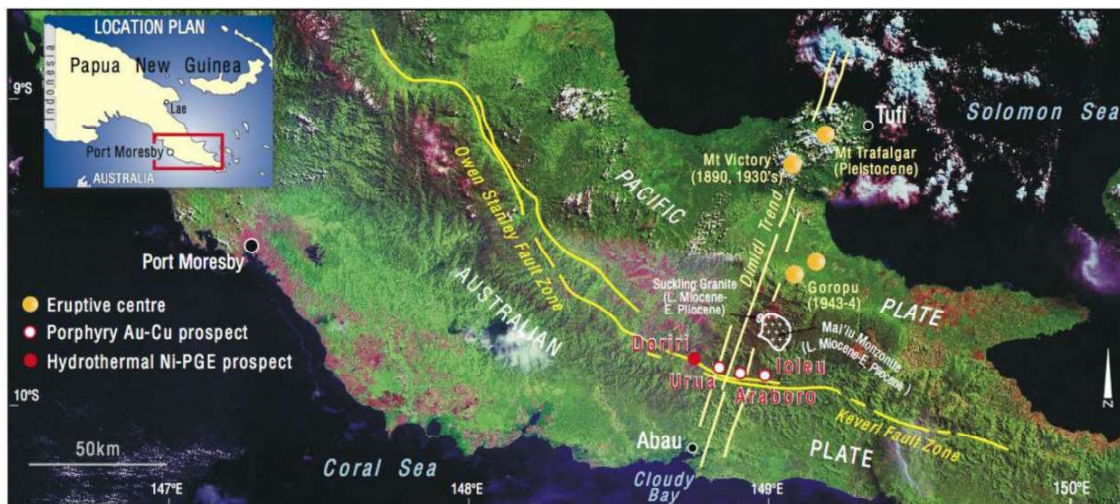 LOCATION PLAN
Papua New Guinea
Indonesia
Lae
Port Moresby
AUSTRALIA
9°S
10°S
Port Moresby
Eruptive centre
Porphyry Au-Cu prospect
Hydrothermal Ni-PGE prospect
50km
Owen Stanley Fault Zone
PACIFIC
AUSTRALIAN
Solomon Sea
Tufi
Mt Victory
(1890, 1930's)
Mt Trafalgar
(Pleistocene)
Dimidi Trend
Goropu
(1943-4)
PLATE
Suckling Granite
(L. Miocene-
E. Pliocene)
Mai'iu Monzonite
(L. Miocene-E. Pliocene)
Doriri
Urua
Araboro
Ioleu
Keveri Fault Zone
PLATE
Abau
Cloudy
Bay
Coral Sea
N
147°E
148°E
149°E
150°E